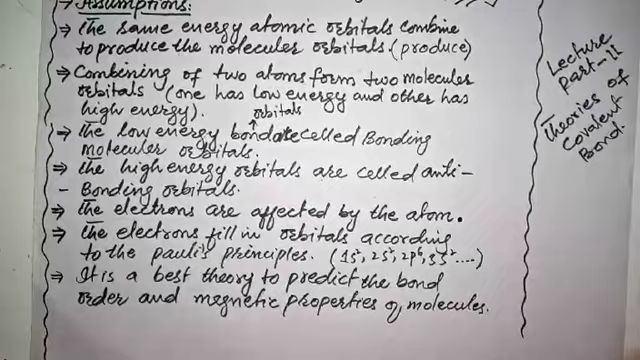 → Assumptions:
⇒ The same energy atomic orbitals combine
to produce the molecular orbitals (produce)
⇒ Combining of two atoms form two molecular
orbitals (one has low energy and other has
high energy).
orbitals
⇒ The low energy bond are called Bonding
molecular orbitals.
⇒ the high energy orbitals are called anti-
- Bonding orbitals.
⇒ The electrons are affected by the atom.
⇒ the electrons fill in orbitals according
to the pauli's principles. (1s², 2s², 2p⁶, 3s²....)
⇒ It is a best theory to predict the bond
order and magnetic properties of molecules.
Lecture
Part-II
Theories of
Covalent
Bond.